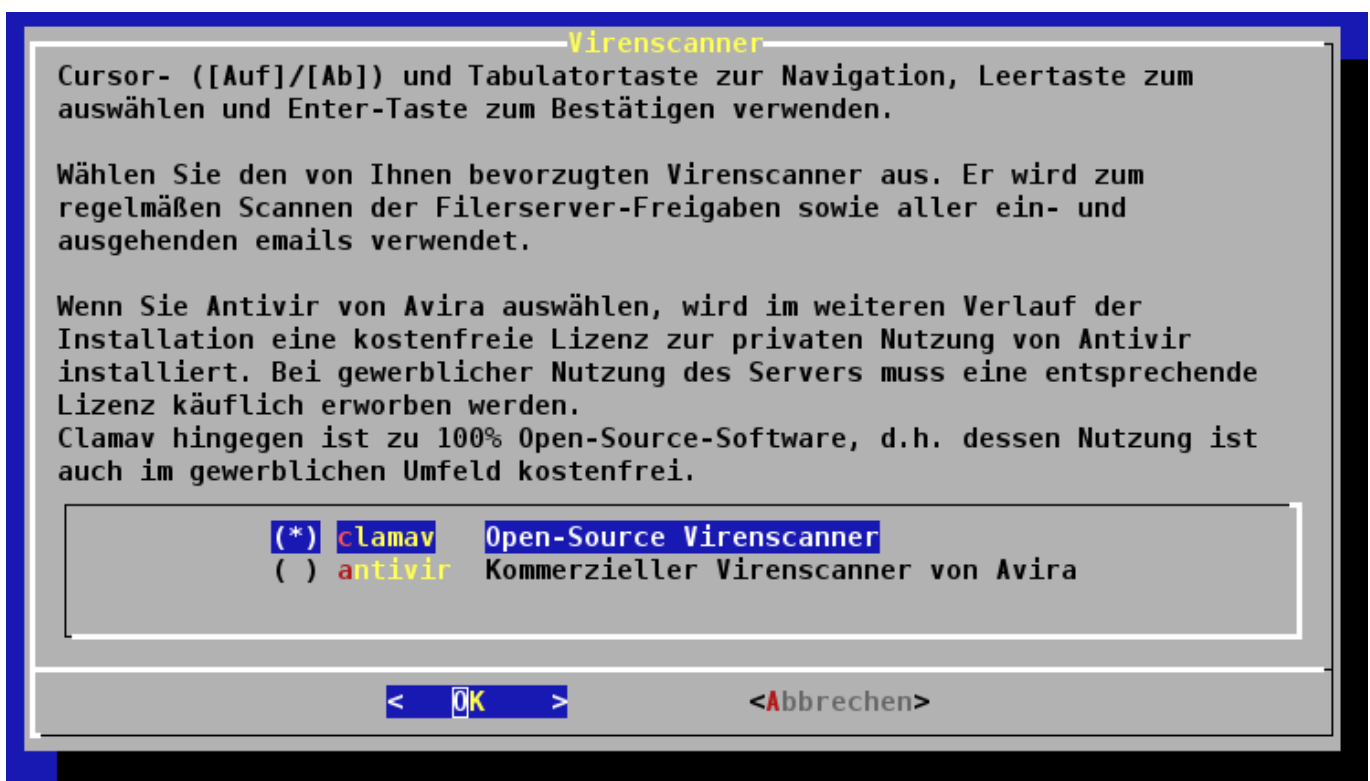 Virenscanner
Cursor- ([Auf]/[Ab]) und Tabulatortaste zur Navigation, Leertaste zum
auswählen und Enter-Taste zum Bestätigen verwenden.
Wählen Sie den von Ihnen bevorzugten Virenscanner aus. Er wird zum
regelmäßen Scannen der Filerserver-Freigaben sowie aller ein- und
ausgehenden emails verwendet.
Wenn Sie Antivir von Avira auswählen, wird im weiteren Verlauf der
Installation eine kostenfreie Lizenz zur privaten Nutzung von Antivir
installiert. Bei gewerblicher Nutzung des Servers muss eine entsprechende
Lizenz käuflich erworben werden.
Clamav hingegen ist zu 100% Open-Source-Software, d.h. dessen Nutzung ist
auch im gewerblichen Umfeld kostenfrei.
(*) clamav Open-Source Virenscanner
( ) antivir Kommerzieller Virenscanner von Avira
< OK > <Abbrechen>